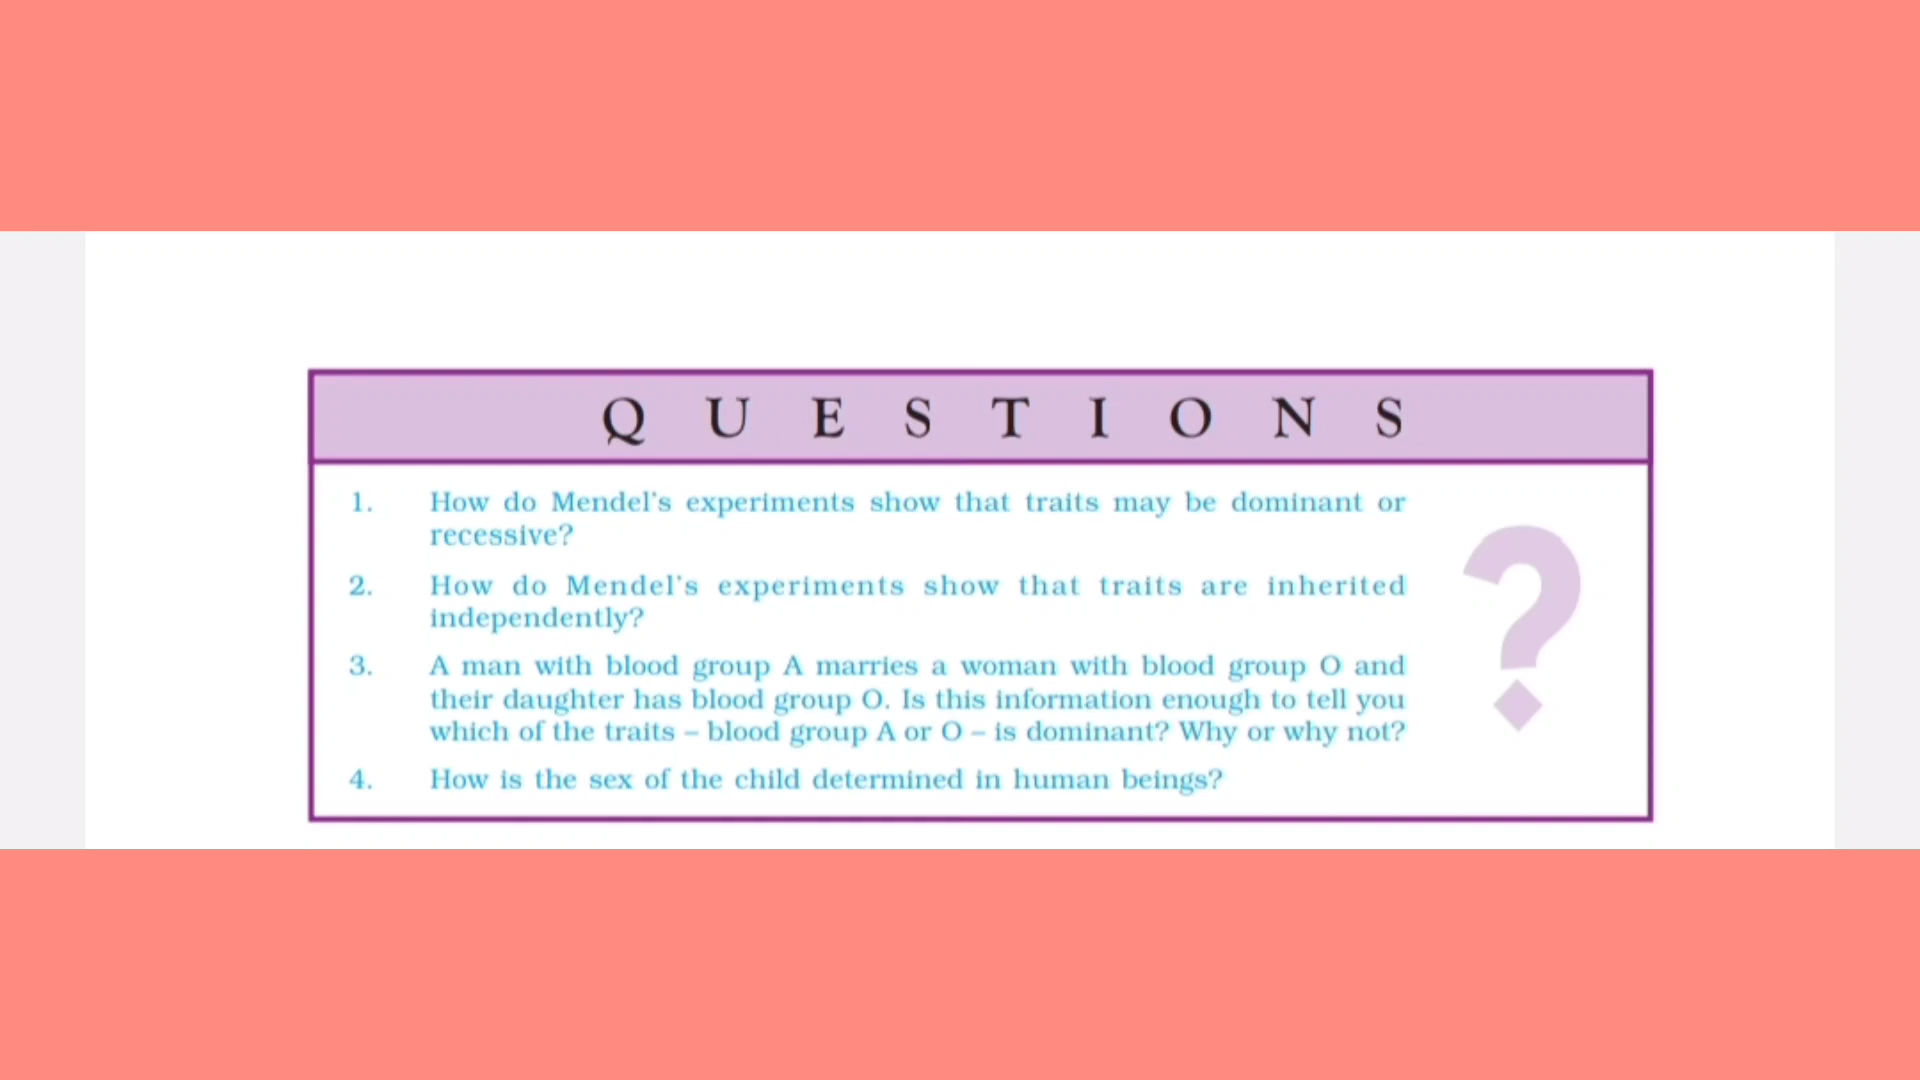 QUESTIONS
1. How do Mendel's experiments show that traits may be dominant or
recessive?
2. How do Mendel's experiments show that traits are inherited
independently?
3. A man with blood group A marries a woman with blood group O and
their daughter has blood group O. Is this information enough to tell you
which of the traits – blood group A or O – is dominant? Why or why not?
4. How is the sex of the child determined in human beings?
?